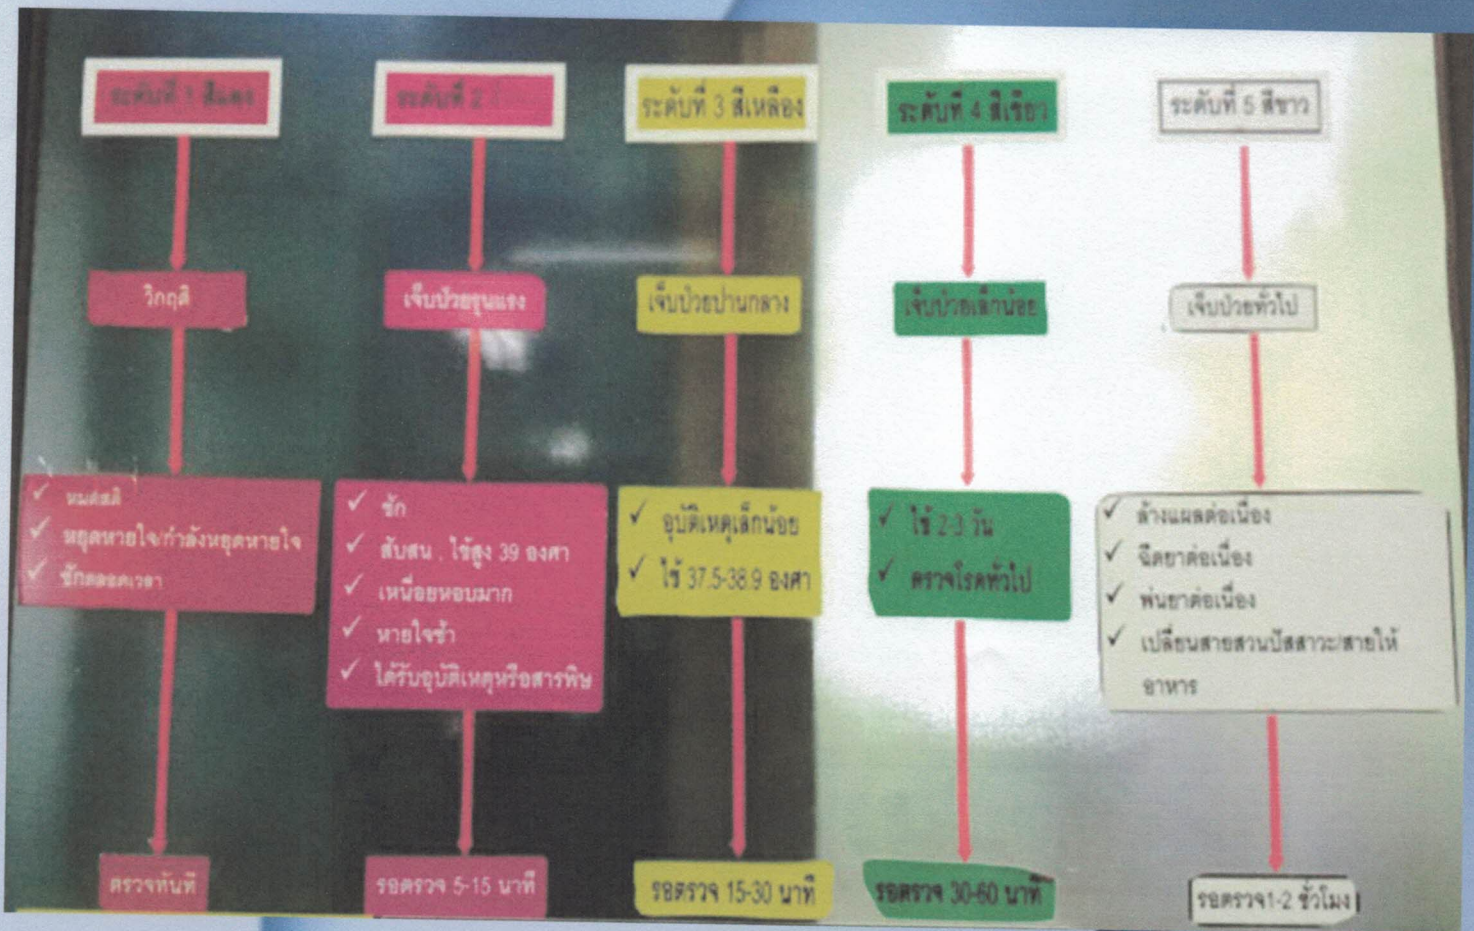 ระดับที่ 1 สีแดง
วิกฤติ
หมดสติ
หยุดหายใจ/กำลังหยุดหายใจ
ชักตลอดเวลา
ตรวจทันที
ระดับที่ 2
เจ็บป่วยรุนแรง
ชัก
สับสน . ไข้สูง 39 องศา
เหนื่อยหอบมาก
หายใจช้า
ได้รับอุบัติเหตุหรือสารพิษ
รอตรวจ 5-15 นาที
ระดับที่ 3 สีเหลือง
เจ็บป่วยปานกลาง
อุบัติเหตุเล็กน้อย
ไข้ 37.5-38.9 องศา
รอตรวจ 15-30 นาที
ระดับที่ 4 สีเขียว
เจ็บป่วยเล็กน้อย
ไข้ 2-3 วัน
ตรวจโรคทั่วไป
รอตรวจ 30-60 นาที
ระดับที่ 5 สีขาว
เจ็บป่วยทั่วไป
ล้างแผลต่อเนื่อง
ฉีดยาต่อเนื่อง
พ่นยาต่อเนื่อง
เปลี่ยนสายสวนปัสสาวะ/สายให้
อาหาร
รอตรวจ1-2 ชั่วโมง